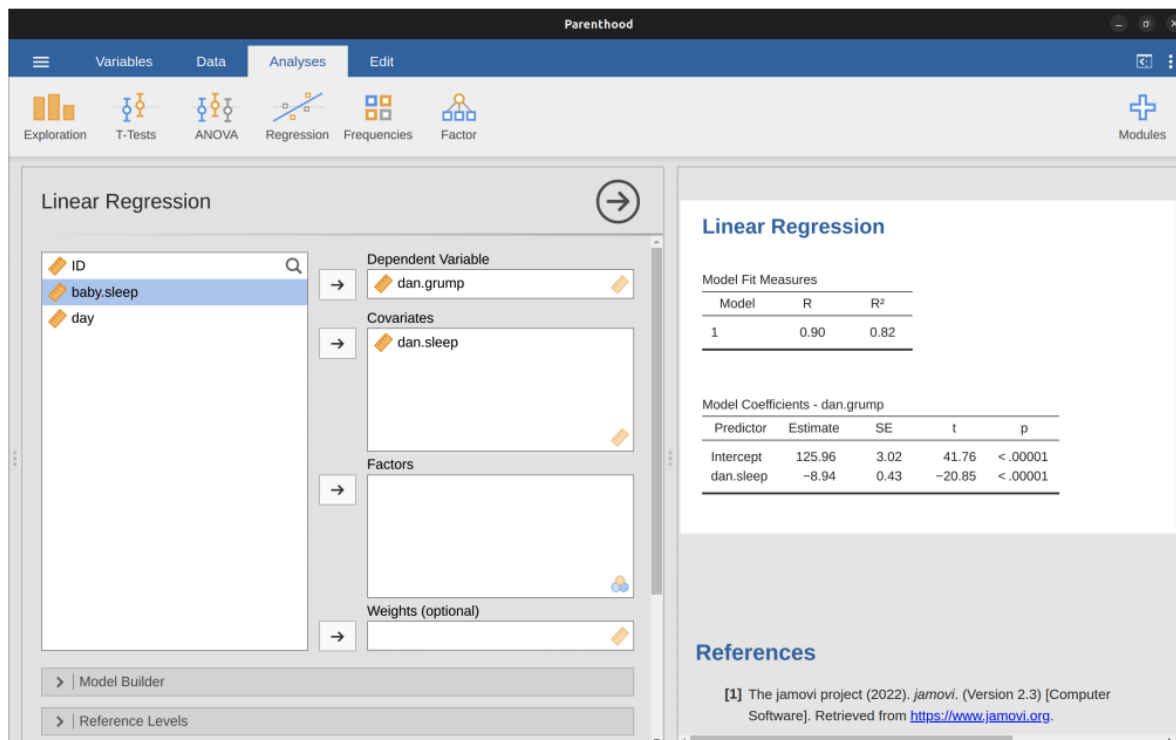 Parenthood
Variables Data Analyses Edit
Exploration T-Tests ANOVA Regression Frequencies Factor Modules
Linear Regression
ID
baby.sleep
day
Dependent Variable
dan.grump
Covariates
dan.sleep
Factors
Weights (optional)
Model Builder
Reference Levels
Linear Regression
Model Fit Measures
Model R R²
1 0.90 0.82
Model Coefficients - dan.grump
Predictor Estimate SE t p
Intercept 125.96 3.02 41.76 < .00001
dan.sleep −8.94 0.43 −20.85 < .00001
References
[1] The jamovi project (2022). jamovi. (Version 2.3) [Computer
Software]. Retrieved from https://www.jamovi.org.